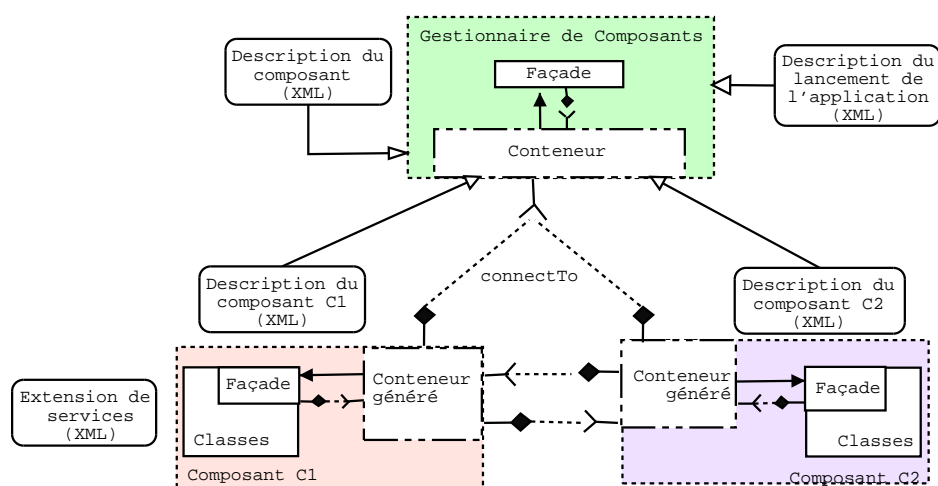 Gestionnaire de Composants
Description du
composant
(XML)
Façade
Description du
lancement de
l'application
(XML)
Conteneur
Description du
composant C1
(XML)
connectTo
Description du
composant C2
(XML)
Extension de
services
(XML)
Façade
Classes
Conteneur
généré
Composant C1
Conteneur
généré
Façade
Classes
Composant C2